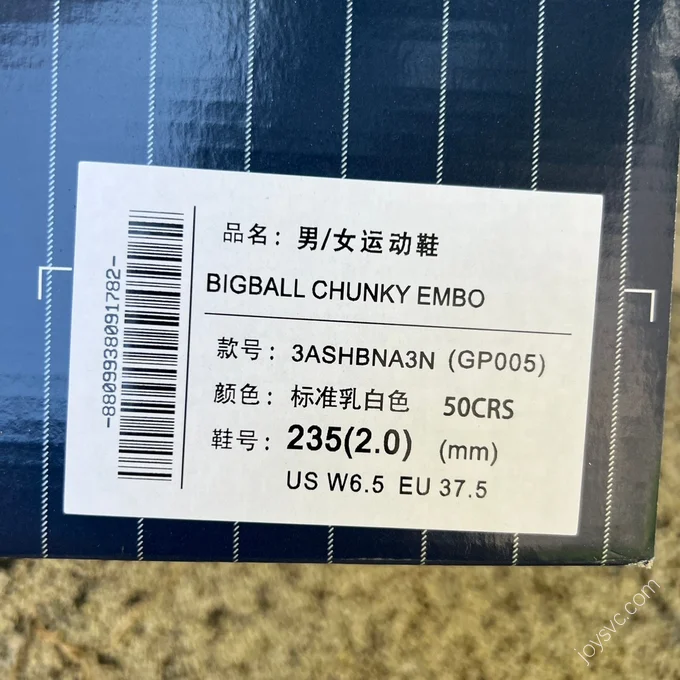 品名：男/女运动鞋
BIGBALL CHUNKY EMBO
款号：3ASHBNA3N (GP005)
颜色：标准乳白色 50CRS
鞋号：235(2.0) (mm)
US W6.5 EU 37.5
-8809938091782-
joysvc.com